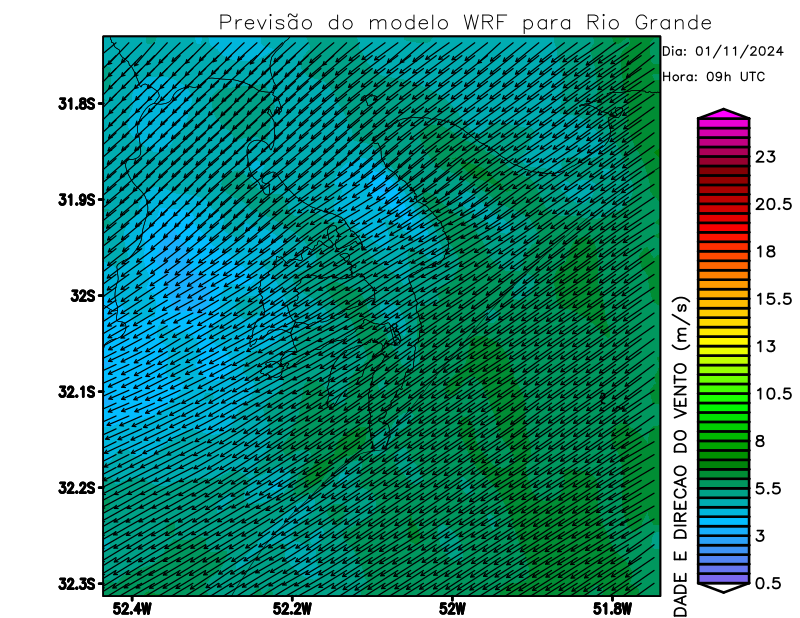 Previsão do modelo WRF para Rio Grande
Dia: 01/11/2024
Hora: 09h UTC
31.8S
31.9S
32S
32.1S
32.2S
32.3S
52.4W
52.2W
52W
51.8W
DADE E DIRECAO DO VENTO (m/s)
23
20.5
18
15.5
13
10.5
8
5.5
3
0.5